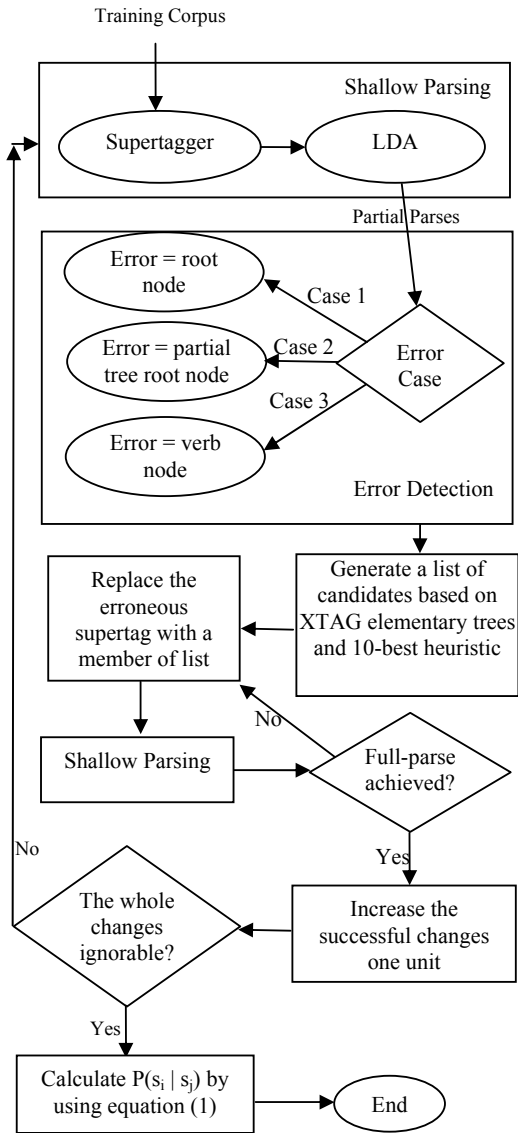 Training Corpus
Shallow Parsing
Supertagger
LDA
Partial Parses
Error = root
node
Case 1
Error = partial
tree root node
Case 2
Error
Case
Case 3
Error = verb
node
Error Detection
Generate a list of
candidates based on
XTAG elementary trees
and 10-best heuristic
Replace the
erroneous
supertag with a
member of list
No
Shallow Parsing
Full-parse
achieved?
Yes
No
The whole
changes
ignorable?
Increase the
successful changes
one unit
Yes
Calculate P(sᵢ | sⱼ) by
using equation (1)
End